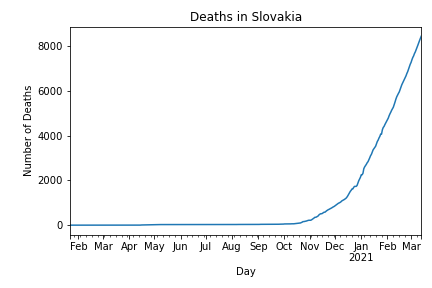 Deaths in Slovakia
Number of Deaths
8000
6000
4000
2000
0
Feb Mar Apr May Jun Jul Aug Sep Oct Nov Dec Jan Feb Mar
2021
Day